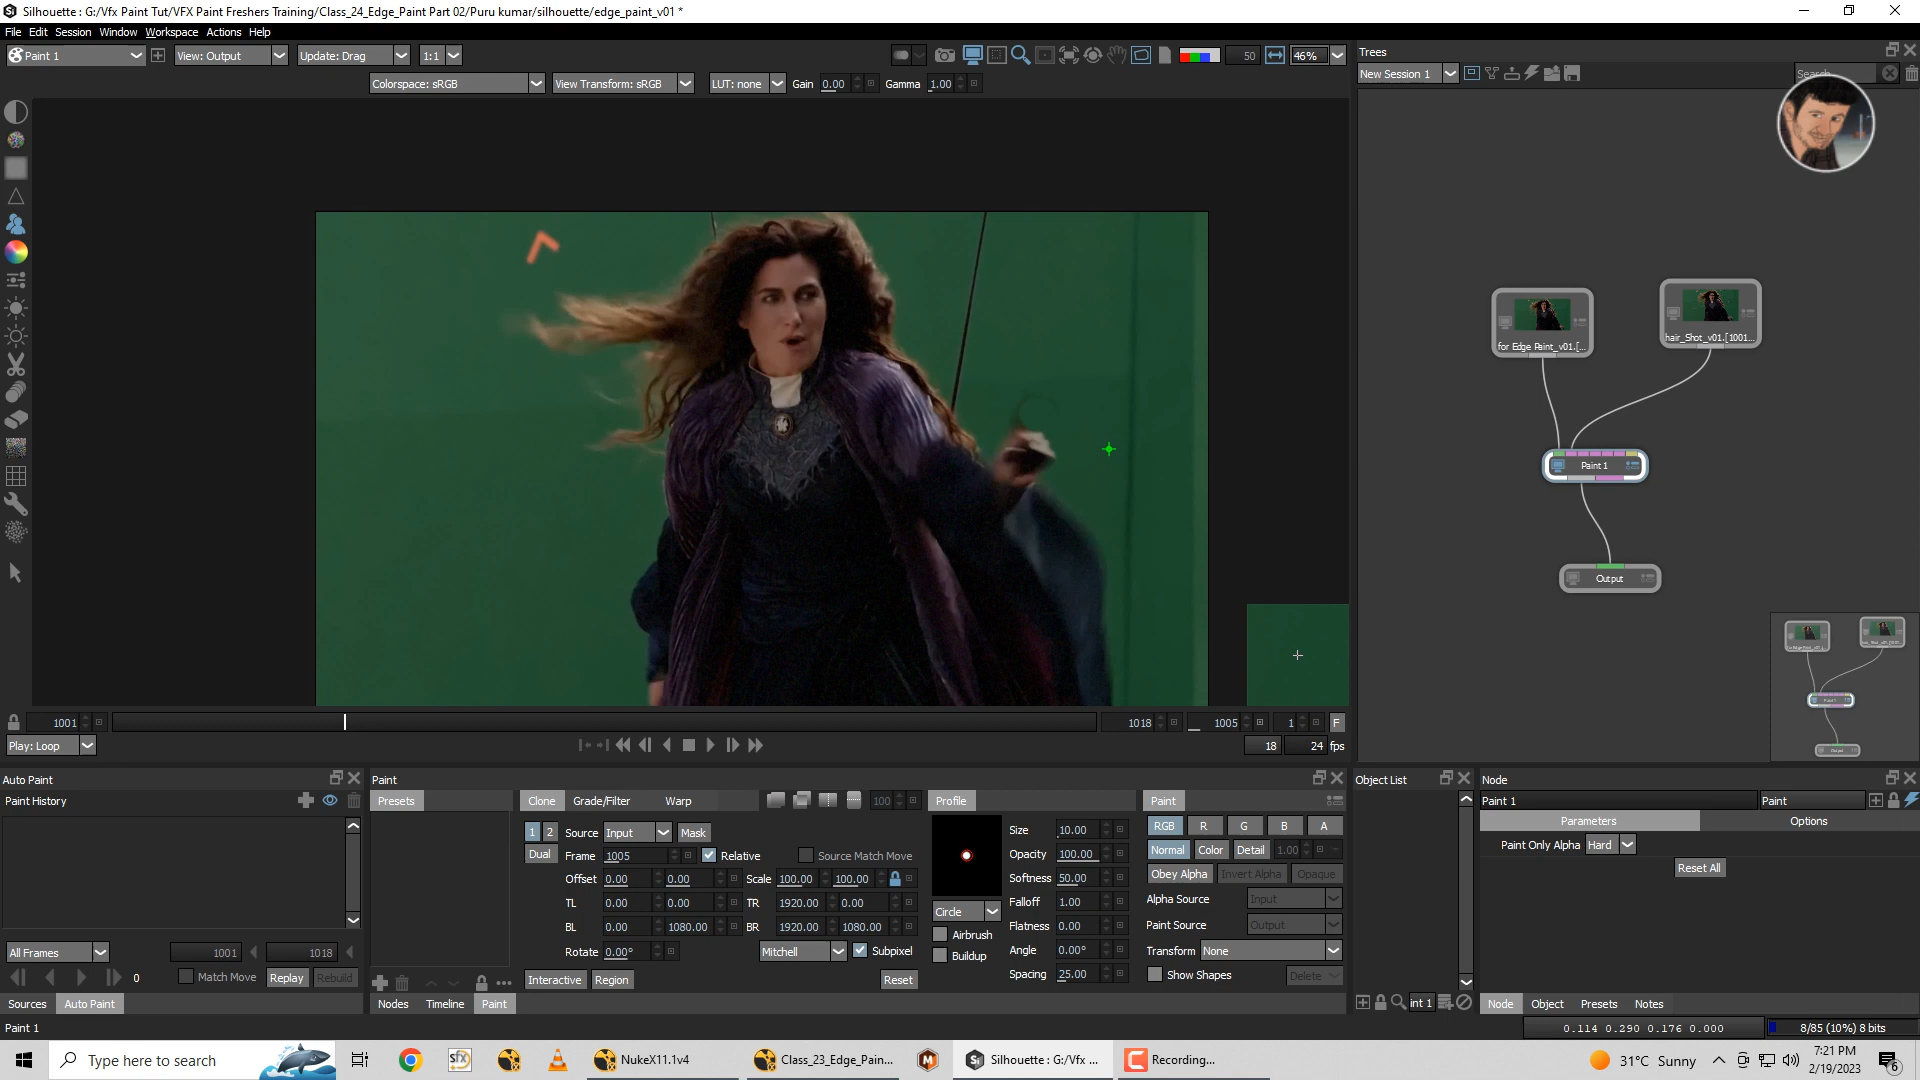 Silhouette : G:/Vfx Paint Tut/VFX Paint Freshers Training/Class_24_Edge_Paint Part 02/Puru kumar/silhouette/edge_paint_v01 *
File Edit Session Window Workspace Actions Help
Paint 1 View: Output Update: Drag 1:1 50 46%
Colorspace: sRGB View Transform: sRGB LUT: none Gain 0.00 Gamma 1.00
Trees
New Session 1 Search
for Edge Paint_v01.[... hair_Shot_v01.[1001...
Paint 1
Output
1001 1018 1005 1 F
Play: Loop 18 24 fps
Auto Paint
Paint History
All Frames 1001 1018
0 Match Move Replay Rebuild
Sources Auto Paint
Paint
Presets
Clone Grade/Filter Warp 100
1 2 Source Input Mask
Dual Frame 1005 Relative Source Match Move
Offset 0.00 0.00 Scale 100.00 100.00
TL 0.00 0.00 TR 1920.00 0.00
BL 0.00 1080.00 BR 1920.00 1080.00
Rotate 0.00° Mitchell Subpixel
Interactive Region Reset
Nodes Timeline Paint
Profile
Circle
Airbrush
Buildup
Size 10.00
Opacity 100.00
Softness 50.00
Falloff 1.00
Flatness 0.00
Angle 0.00°
Spacing 25.00
Paint
RGB R G B A
Normal Color Detail 1.00
Obey Alpha Invert Alpha Opaque
Alpha Source Input
Paint Source Output
Transform None
Show Shapes Delete
Object List
int 1
Node
Paint 1 Paint
Parameters Options
Paint Only Alpha Hard
Reset All
Node Object Presets Notes
Paint 1 0.114 0.290 0.176 0.000 8/85 (10%) 8 bits
Type here to search sfx NukeX11.1v4 Class_23_Edge_Pain... Silhouette : G:/Vfx ... Recording... 31°C Sunny 7:21 PM
2/19/2023 6